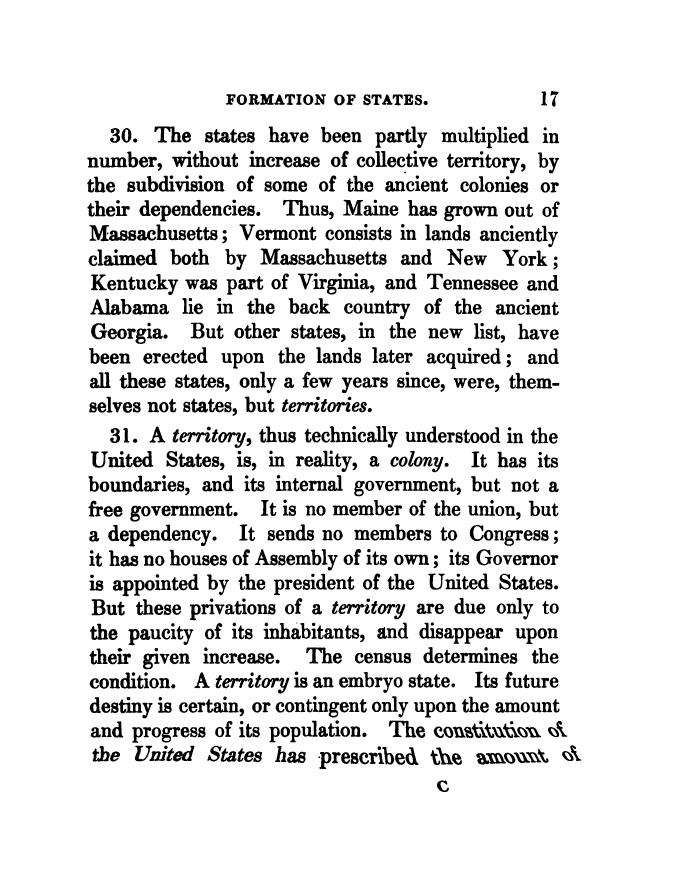 FORMATION OF STATES. 17
30. The states have been partly multiplied in
number, without increase of collective territory, by
the subdivision of some of the ancient colonies or
their dependencies. Thus, Maine has grown out of
Massachusetts; Vermont consists in lands anciently
claimed both by Massachusetts and New York;
Kentucky was part of Virginia, and Tennessee and
Alabama lie in the back country of the ancient
Georgia. But other states, in the new list, have
been erected upon the lands later acquired; and
all these states, only a few years since, were, them-
selves not states, but territories.
31. A territory, thus technically understood in the
United States, is, in reality, a colony. It has its
boundaries, and its internal government, but not a
free government. It is no member of the union, but
a dependency. It sends no members to Congress;
it has no houses of Assembly of its own; its Governor
is appointed by the president of the United States.
But these privations of a territory are due only to
the paucity of its inhabitants, and disappear upon
their given increase. The census determines the
condition. A territory is an embryo state. Its future
destiny is certain, or contingent only upon the amount
and progress of its population. The constitution of
the United States has prescribed the amount of
C